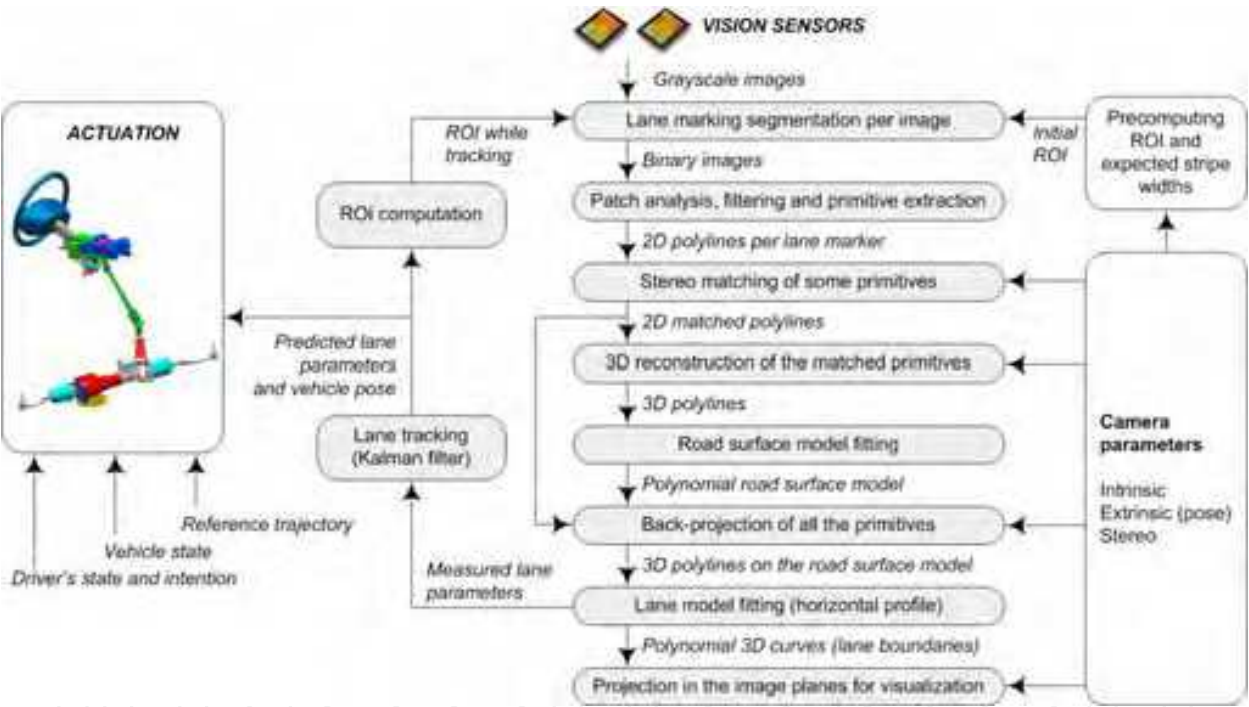 VISION SENSORS
Grayscale images
ACTUATION
ROI while
tracking
Lane marking segmentation per image
Initial
ROI
Precomputing
ROI and
expected stripe
widths
Binary images
ROI computation
Patch analysis, filtering and primitive extraction
2D polylines per lane marker
Stereo matching of some primitives
2D matched polylines
Predicted lane
parameters
and vehicle pose
3D reconstruction of the matched primitives
3D polylines
Lane tracking
(Kalman filter)
Road surface model fitting
Camera
parameters
Intrinsic
Extrinsic (pose)
Stereo
Polynomial road surface model
Reference trajectory
Vehicle state
Driver's state and intention
Back-projection of all the primitives
3D polylines on the road surface model
Measured lane
parameters
Lane model fitting (horizontal profile)
Polynomial 3D curves (lane boundaries)
Projection in the image planes for visualization